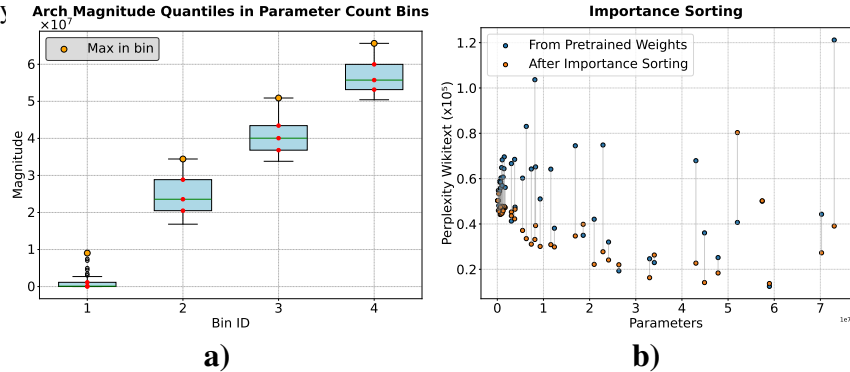 y
Arch Magnitude Quantiles in Parameter Count Bins
×10⁷
Max in bin
6
5
4
3
2
1
0
Magnitude
1 2 3 4
Bin ID
a)
Importance Sorting
From Pretrained Weights
After Importance Sorting
1.2
1.0
0.8
0.6
0.4
0.2
Perplexity Wikitext (x10⁵)
0 1 2 3 4 5 6 7
1e7
Parameters
b)